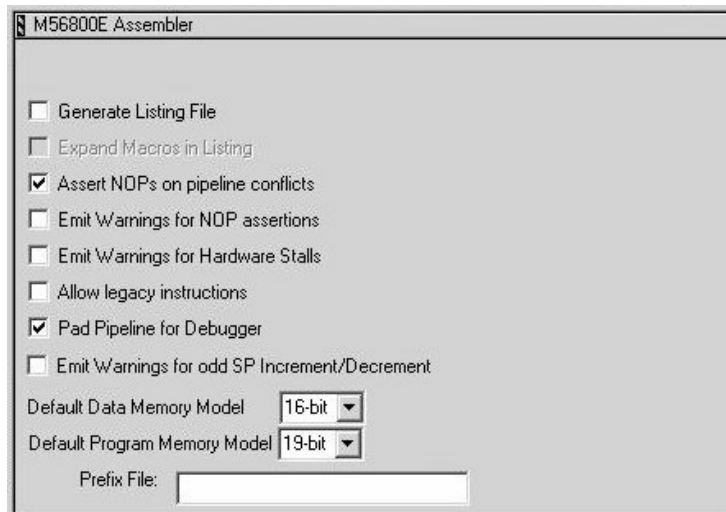 M56800E Assembler
Generate Listing File
Expand Macros in Listing
Assert NOPs on pipeline conflicts
Emit Warnings for NOP assertions
Emit Warnings for Hardware Stalls
Allow legacy instructions
Pad Pipeline for Debugger
Emit Warnings for odd SP Increment/Decrement
Default Data Memory Model 16-bit
Default Program Memory Model 19-bit
Prefix File: